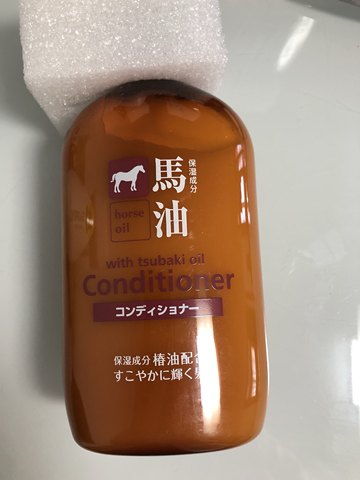 馬油
保湿成分
horse
oil
with tsubaki oil
Conditioner
コンディショナー
保湿成分 椿油配合
すこやかに輝く髪